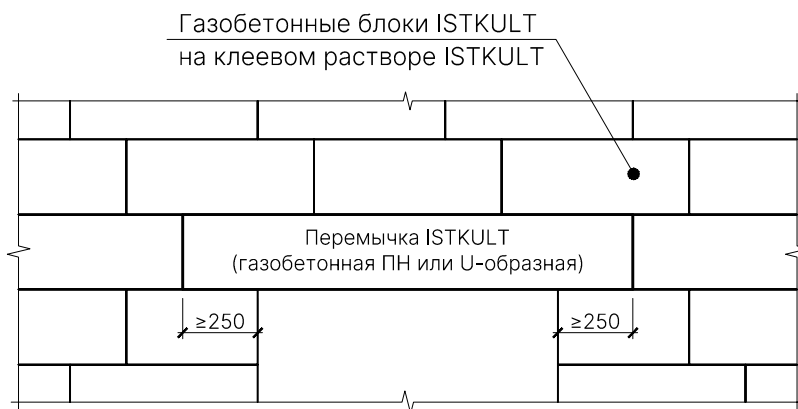 Газобетонные блоки ISTKULT
на клеевом растворе ISTKULT
Перемычка ISTKULT
(газобетонная ПН или U-образная)
≥250
≥250